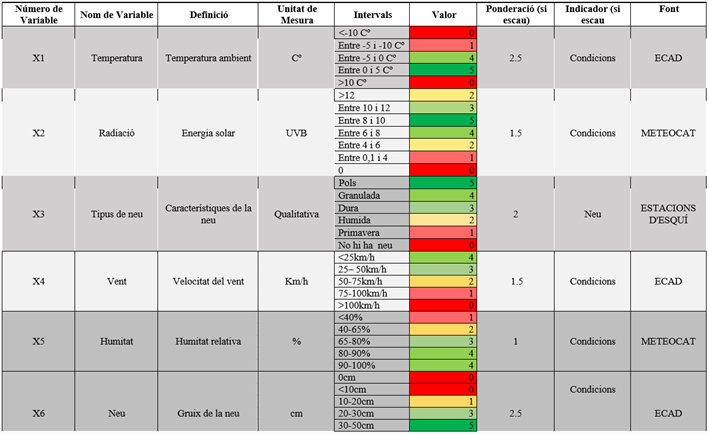 Número de Variable Nom de Variable Definició Unitat de Mesura Intervals Valor Ponderació (si escau) Indicador (si escau) Font
X1 Temperatura Temperatura ambient Cº 2.5 Condicions ECAD
<-10 Cº 0
Entre -5 i -10 Cº 1
Entre -5 i 0 Cº 4
Entre 0 i 5 Cº 5
>10 Cº 0
X2 Radiació Energia solar UVB 1.5 Condicions METEOCAT
>12 2
Entre 10 i 12 3
Entre 8 i 10 5
Entre 6 i 8 4
Entre 4 i 6 2
Entre 0,1 i 4 1
0 0
X3 Tipus de neu Característiques de la neu Qualitativa 2 Neu ESTACIONS D'ESQUÍ
Pols 5
Granulada 4
Dura 3
Humida 2
Primavera 1
No hi ha neu 0
X4 Vent Velocitat del vent Km/h 1.5 Condicions ECAD
<25km/h 4
25– 50km/h 3
50-75km/h 2
75-100km/h 1
>100km/h 0
X5 Humitat Humitat relativa % 1 Condicions METEOCAT
<40% 1
40-65% 2
65-80% 3
80-90% 4
90-100% 4
X6 Neu Gruix de la neu cm 2.5 Condicions ECAD
0cm 0
<10cm 0
10-20cm 1
20-30cm 3
30-50cm 5